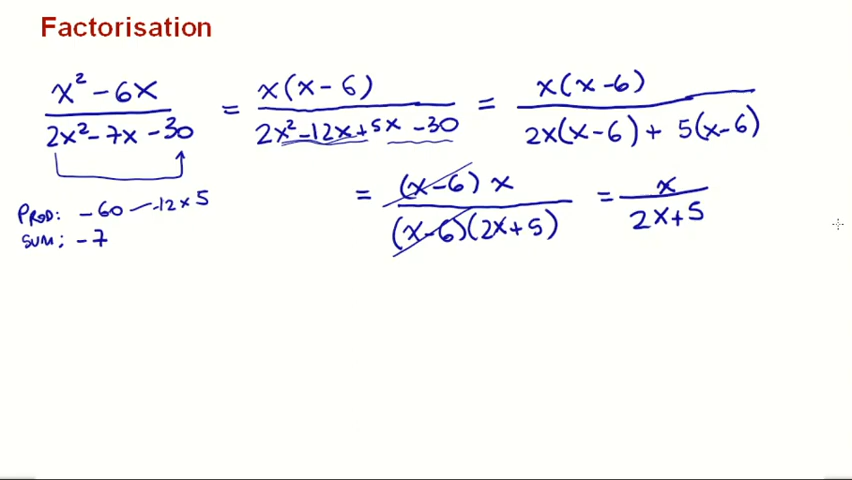 Factorisation
x² - 6x / 2x² - 7x - 30 = x(x - 6) / 2x² - 12x + 5x - 30 = x(x - 6) / 2x(x - 6) + 5(x - 6)
= (x - 6) x / (x - 6)(2x + 5) = x / 2x + 5
PROD: - 60 -12 x 5
SUM: - 7